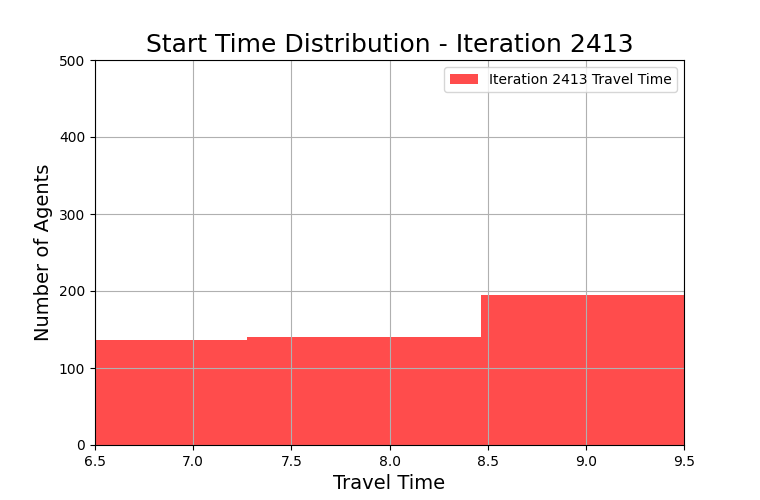 Start Time Distribution - Iteration 2413
Iteration 2413 Travel Time
Number of Agents
500
400
300
200
100
0
6.5 7.0 7.5 8.0 8.5 9.0 9.5
Travel Time